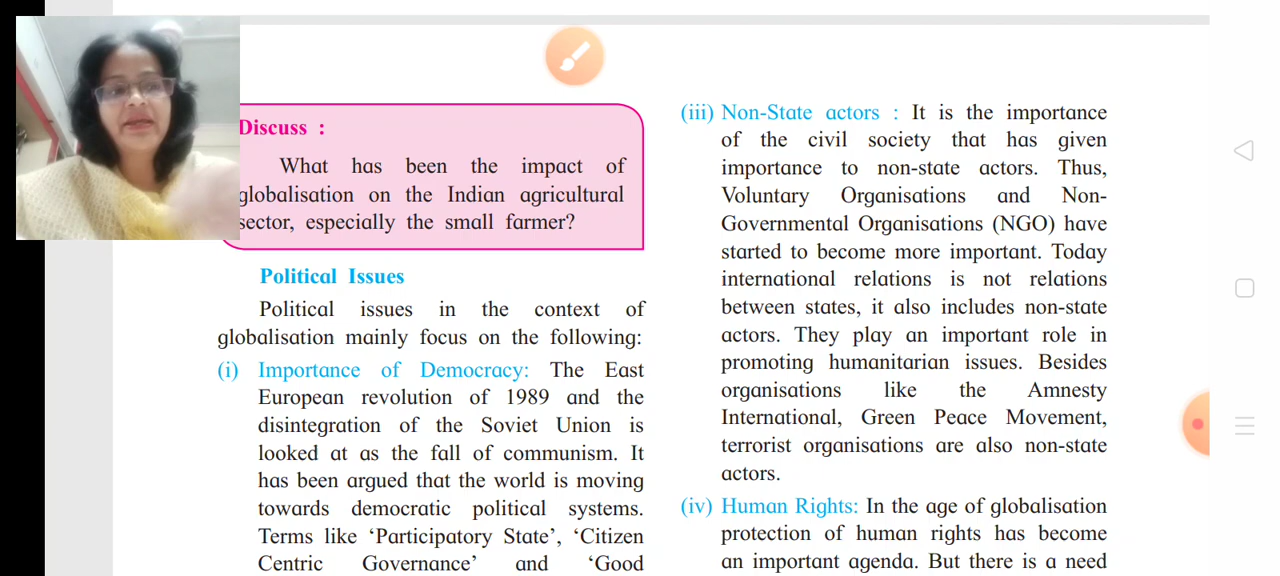 Discuss :
What has been the impact of
globalisation on the Indian agricultural
sector, especially the small farmer?
Political Issues
Political issues in the context of
globalisation mainly focus on the following:
(i) Importance of Democracy: The East
European revolution of 1989 and the
disintegration of the Soviet Union is
looked at as the fall of communism. It
has been argued that the world is moving
towards democratic political systems.
Terms like ‘Participatory State’, ‘Citizen
Centric Governance’ and ‘Good
(iii) Non-State actors : It is the importance
of the civil society that has given
importance to non-state actors. Thus,
Voluntary Organisations and Non-
Governmental Organisations (NGO) have
started to become more important. Today
international relations is not relations
between states, it also includes non-state
actors. They play an important role in
promoting humanitarian issues. Besides
organisations like the Amnesty
International, Green Peace Movement,
terrorist organisations are also non-state
actors.
(iv) Human Rights: In the age of globalisation
protection of human rights has become
an important agenda. But there is a need